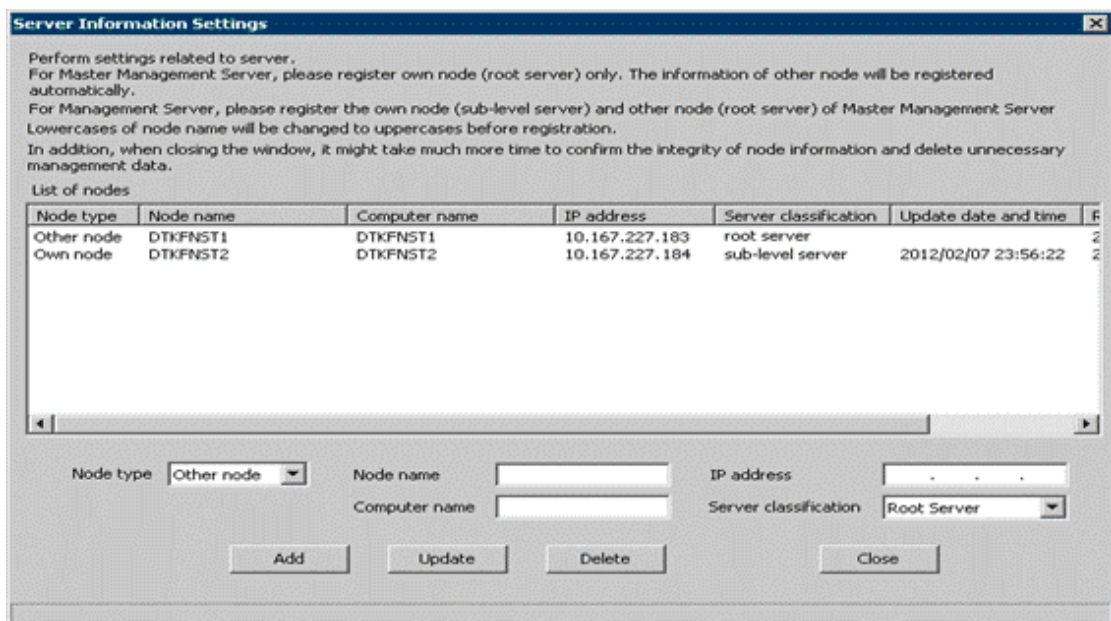 Server Information Settings
Perform settings related to server.
For Master Management Server, please register own node (root server) only. The information of other node will be registered
automatically.
For Management Server, please register the own node (sub-level server) and other node (root server) of Master Management Server
Lowercases of node name will be changed to uppercases before registration.
In addition, when closing the window, it might take much more time to confirm the integrity of node information and delete unnecessary
management data.
List of nodes
Node type Node name Computer name IP address Server classification Update date and time
Other node DTKFNST1 DTKFNST1 10.167.227.183 root server 2
Own node DTKFNST2 DTKFNST2 10.167.227.184 sub-level server 2012/02/07 23:56:22 2
Node type Other node Node name IP address . . .
Computer name Server classification Root Server
Add Update Delete Close